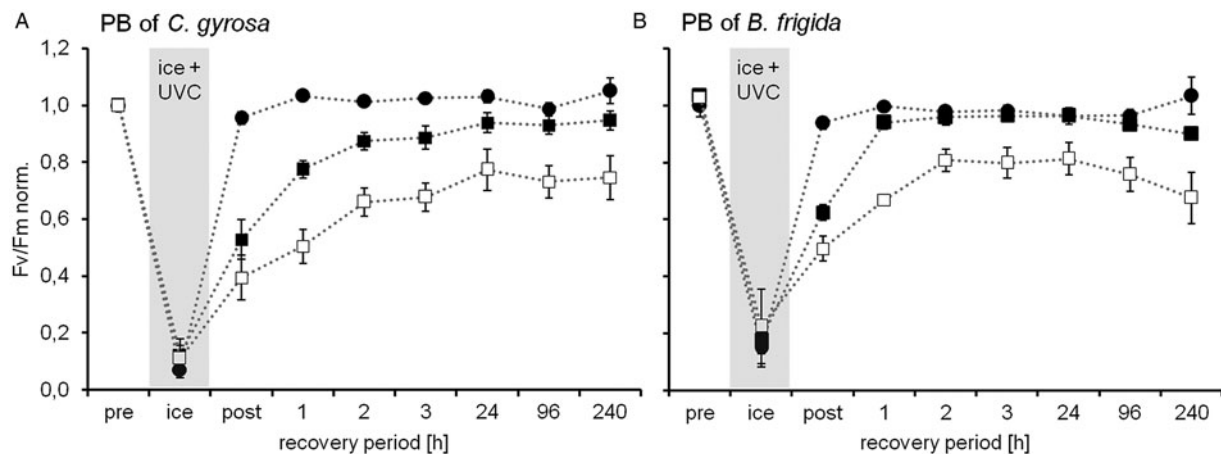 A PB of C. gyrosa
B PB of B. frigida
Fv/Fm norm.
1,2
1,0
0,8
0,6
0,4
0,2
0,0
ice +
UVC
pre ice post 1 2 3 24 96 240
recovery period [h]
ice +
UVC
pre ice post 1 2 3 24 96 240
recovery period [h]